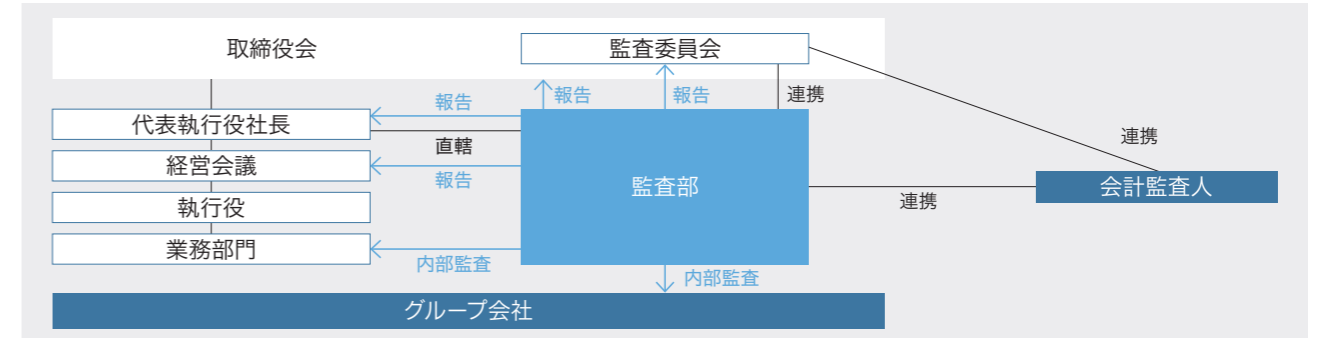 取締役会
監査委員会
報告
報告
報告
連携
代表執行役社長
連携
直轄
経営会議
報告
監査部
会計監査人
連携
執行役
業務部門
内部監査
内部監査
グループ会社